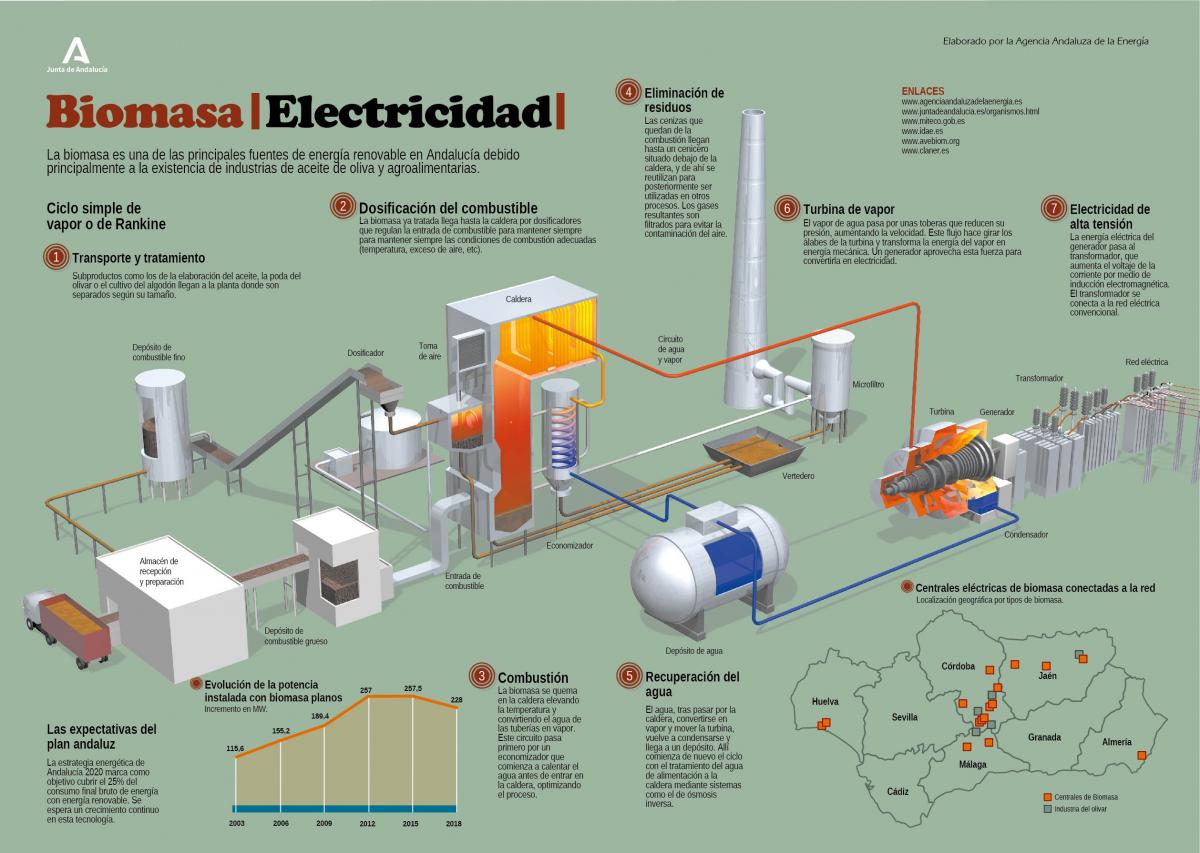 Junta de Andalucía
Elaborado por la Agencia Andaluza de la Energía
Biomasa|Electricidad|
La biomasa es una de las principales fuentes de energía renovable en Andalucía debido
principalmente a la existencia de industrias de aceite de oliva y agroalimentarias.
ENLACES
www.agenciaandaluzadelaenergia.es
www.juntadeandalucia.es/organismos.html
www.miteco.gob.es
www.idae.es
www.avebiom.org
www.claner.es
Ciclo simple de
vapor o de Rankine
1
Transporte y tratamiento
Subproductos como los de la elaboración del aceite, la poda del
olivar o el cultivo del algodón llegan a la planta donde son
separados según su tamaño.
2
Dosificación del combustible
La biomasa ya tratada llega hasta la caldera por dosificadores
que regulan la entrada de combustible para mantener siempre
para mantener siempre las condiciones de combustión adecuadas
(temperatura, exceso de aire, etc).
4
Eliminación de
residuos
Las cenizas que
quedan de la
combustión llegan
hasta un cenicero
situado debajo de la
caldera, y de ahí se
reutilizan para
posteriormente ser
utilizadas en otros
procesos. Los gases
resultantes son
filtrados para evitar la
contaminación del aire.
6
Turbina de vapor
El vapor de agua pasa por unas toberas que reducen su
presión, aumentando la velocidad. Este flujo hace girar los
álabes de la turbina y transforma la energía del vapor en
energía mecánica. Un generador aprovecha esta fuerza para
convertirla en electricidad.
7
Electricidad de
alta tensión
La energía eléctrica del
generador pasa al
transformador, que
aumenta el voltaje de la
corriente por medio de
inducción electromagnética.
El transformador se
conecta a la red eléctrica
convencional.
Depósito de
combustible fino
Dosificador
Toma
de aire
Caldera
Circuito
de agua
y vapor
Microfiltro
Turbina
Generador
Transformador
Red eléctrica
Vertedero
Condensador
Economizador
Entrada de
combustible
Almacén de
recepción
y preparación
Depósito de
combustible grueso
Depósito de agua
Las expectativas del
plan andaluz
La estrategia energética de
Andalucía 2020 marca como
objetivo cubrir el 25% del
consumo final bruto de energía
con energía renovable. Se
espera un crecimiento continuo
en esta tecnología.
Evolución de la potencia
instalada con biomasa planos
Incremento en MW.
115,6
155,2
189,4
257
257,5
228
2003
2006
2009
2012
2015
2018
3
Combustión
La biomasa se quema
en la caldera elevando
la temperatura y
convirtiendo el agua de
las tuberías en vapor.
Este circuito pasa
primero por un
economizador que
comienza a calentar el
agua antes de entrar en
la caldera, optimizando
el proceso.
5
Recuperación del
agua
El agua, tras pasar por la
caldera, convertirse en
vapor y mover la turbina,
vuelve a condensarse y
llega a un depósito. Allí
comienza de nuevo el ciclo
con el tratamiento del agua
de alimentación a la
caldera mediante sistemas
como el de ósmosis
inversa.
Centrales eléctricas de biomasa conectadas a la red
Localización geográfica por tipos de biomasa.
Huelva
Sevilla
Córdoba
Jaén
Granada
Almería
Málaga
Cádiz
Centrales de Biomasa
Industria del olivar